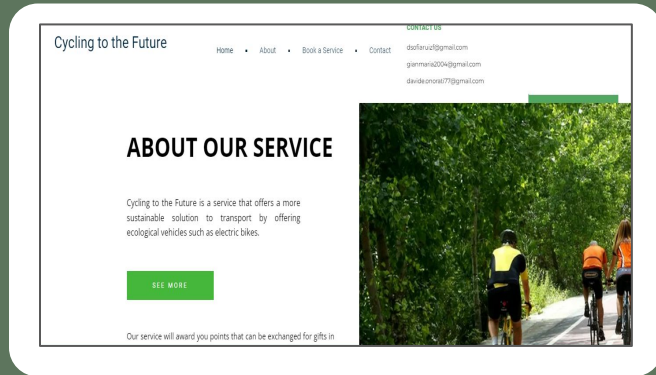 Cycling to the Future
Home • About • Book a Service • Contact
CONTACT US
dsofiaruizf@gmail.com
gianmaria2004@gmail.com
davide.onorati77@gmail.com
ABOUT OUR SERVICE
Cycling to the Future is a service that offers a more
sustainable solution to transport by offering
ecological vehicles such as electric bikes.
SEE MORE
Our service will award you points that can be exchanged for gifts in